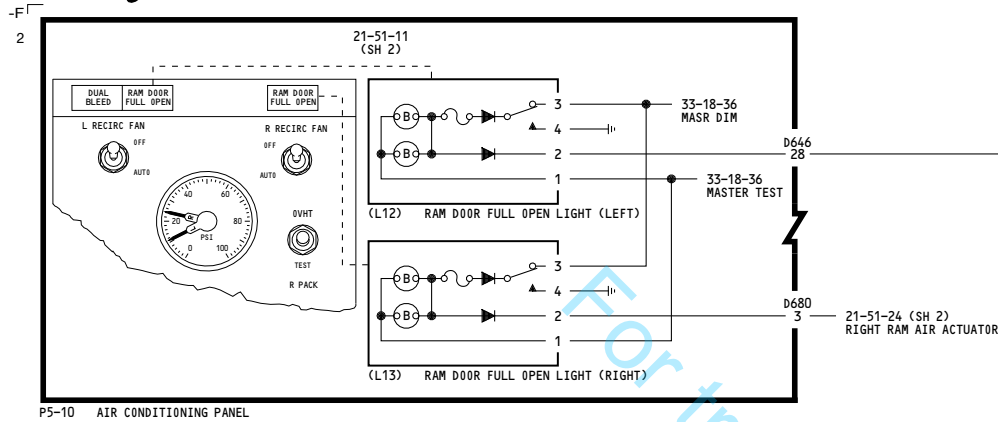 -F
2
21-51-11
(SH 2)
DUAL
BLEED
RAM DOOR
FULL OPEN
RAM DOOR
FULL OPEN
L RECIRC FAN
OFF
AUTO
R RECIRC FAN
OFF
AUTO
40
60
20
80
0
100
R
L
PSI
OVHT
TEST
R PACK
B
B
3
4
2
1
33-18-36
MASR DIM
D646
28
33-18-36
MASTER TEST
(L12) RAM DOOR FULL OPEN LIGHT (LEFT)
B
B
3
4
2
1
D680
3
21-51-24 (SH 2)
RIGHT RAM AIR ACTUATOR
(L13) RAM DOOR FULL OPEN LIGHT (RIGHT)
P5-10 AIR CONDITIONING PANEL
For tr